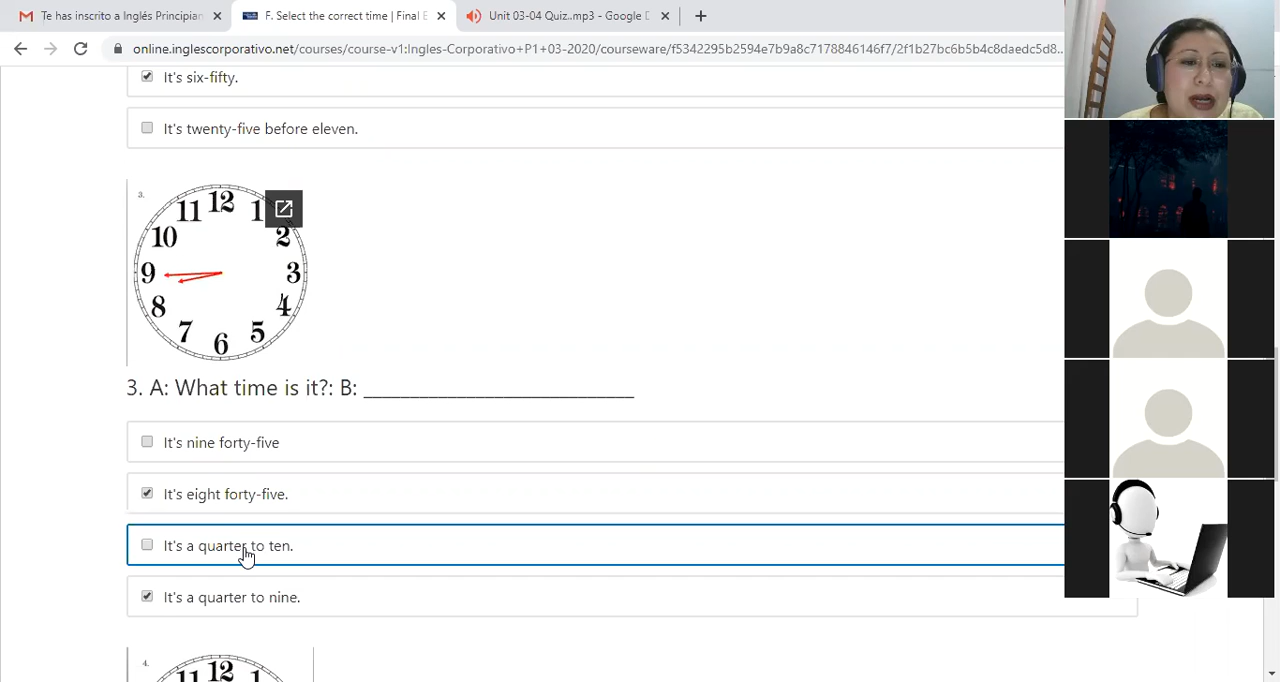 Te has inscrito a Inglés Principian
F. Select the correct time | Final E
Unit 03-04 Quiz..mp3 - Google D
online.inglescorporativo.net/courses/course-v1:Ingles-Corporativo+P1+03-2020/courseware/f5342295b2594e7b9a8c7178846146f7/2f1b27bc6b5b4c8daedc5d8...
It's six-fifty.
It's twenty-five before eleven.
3.
12
11 1
10 2
9 3
8 4
7 5
6
3. A: What time is it?: B: ___________________________
It's nine forty-five
It's eight forty-five.
It's a quarter to ten.
It's a quarter to nine.
4.
12
11 1